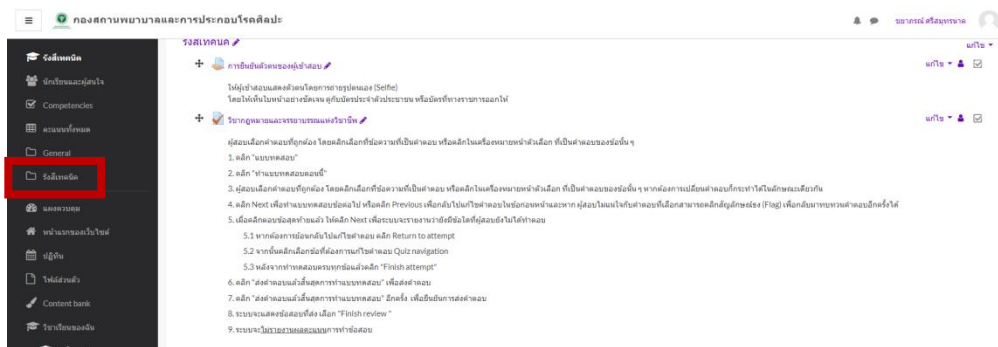 กองสถานพยาบาลและการประกอบโรคศิลปะ
ขยาภรณ์ ศรีสมุทรนาค
รังสีเทคนิค
นักเรียนและผู้สนใจ
Competencies
คะแนนทั้งหมด
General
รังสีเทคนิค
แผงควบคุม
หน้าแรกของเว็บไซต์
ปฏิทิน
ไฟล์ส่วนตัว
Content bank
วิชาเรียนของฉัน
รังสีเทคนิค
แก้ไข
การยืนยันตัวตนของผู้เข้าสอบ
แก้ไข
ให้ผู้เข้าสอบแสดงตัวตนโดยการถ่ายรูปตนเอง (Selfie)
โดยให้เห็นใบหน้าอย่างชัดเจน คู่กับบัตรประจำตัวประชาชน หรือบัตรที่ทางราชการออกให้
วิชากฎหมายและจรรยาบรรณแห่งวิชาชีพ
แก้ไข
ผู้สอบเลือกคำตอบที่ถูกต้อง โดยคลิกเลือกที่ข้อความที่เป็นคำตอบ หรือคลิกในเครื่องหมายหน้าตัวเลือก ที่เป็นคำตอบของข้อนั้น ๆ
1. คลิก "แบบทดสอบ"
2. คลิก "ทำแบบทดสอบตอนนี้"
3. ผู้สอบเลือกคำตอบที่ถูกต้อง โดยคลิกเลือกที่ข้อความที่เป็นคำตอบ หรือคลิกในเครื่องหมายหน้าตัวเลือก ที่เป็นคำตอบของข้อนั้น ๆ หากต้องการเปลี่ยนคำตอบก็กระทำได้ในลักษณะเดียวกัน
4. คลิก Next เพื่อทำแบบทดสอบข้อต่อไป หรือคลิก Previous เพื่อกลับไปแก้ไขคำตอบในข้อก่อนหน้าและหาก ผู้สอบไม่แน่ใจกับคำตอบที่เลือกสามารถคลิกสัญลักษณ์ธง (Flag) เพื่อกลับมาทบทวนคำตอบอีกครั้งได้
5. เมื่อคลิกตอบข้อสุดท้ายแล้ว ให้คลิก Next เพื่อระบบจะรายงานว่ายังมีข้อใดที่ผู้สอบยังไม่ได้ทำตอบ
5.1 หากต้องการย้อนกลับไปแก้ไขคำตอบ คลิก Return to attempt
5.2 จากนั้นคลิกเลือกข้อที่ต้องการแก้ไขคำตอบ Quiz navigation
5.3 หลังจากทำทดสอบครบทุกข้อแล้วคลิก "Finish attempt"
6. คลิก "ส่งคำตอบแล้วสิ้นสุดการทำแบบทดสอบ" เพื่อส่งคำตอบ
7. คลิก "ส่งคำตอบแล้วสิ้นสุดการทำแบบทดสอบ" อีกครั้ง เพื่อยืนยันการส่งคำตอบ
8. ระบบจะแสดงข้อสอบที่ส่ง เลือก "Finish review "
9. ระบบจะไม่รายงานผลคะแนนการทำข้อสอบ